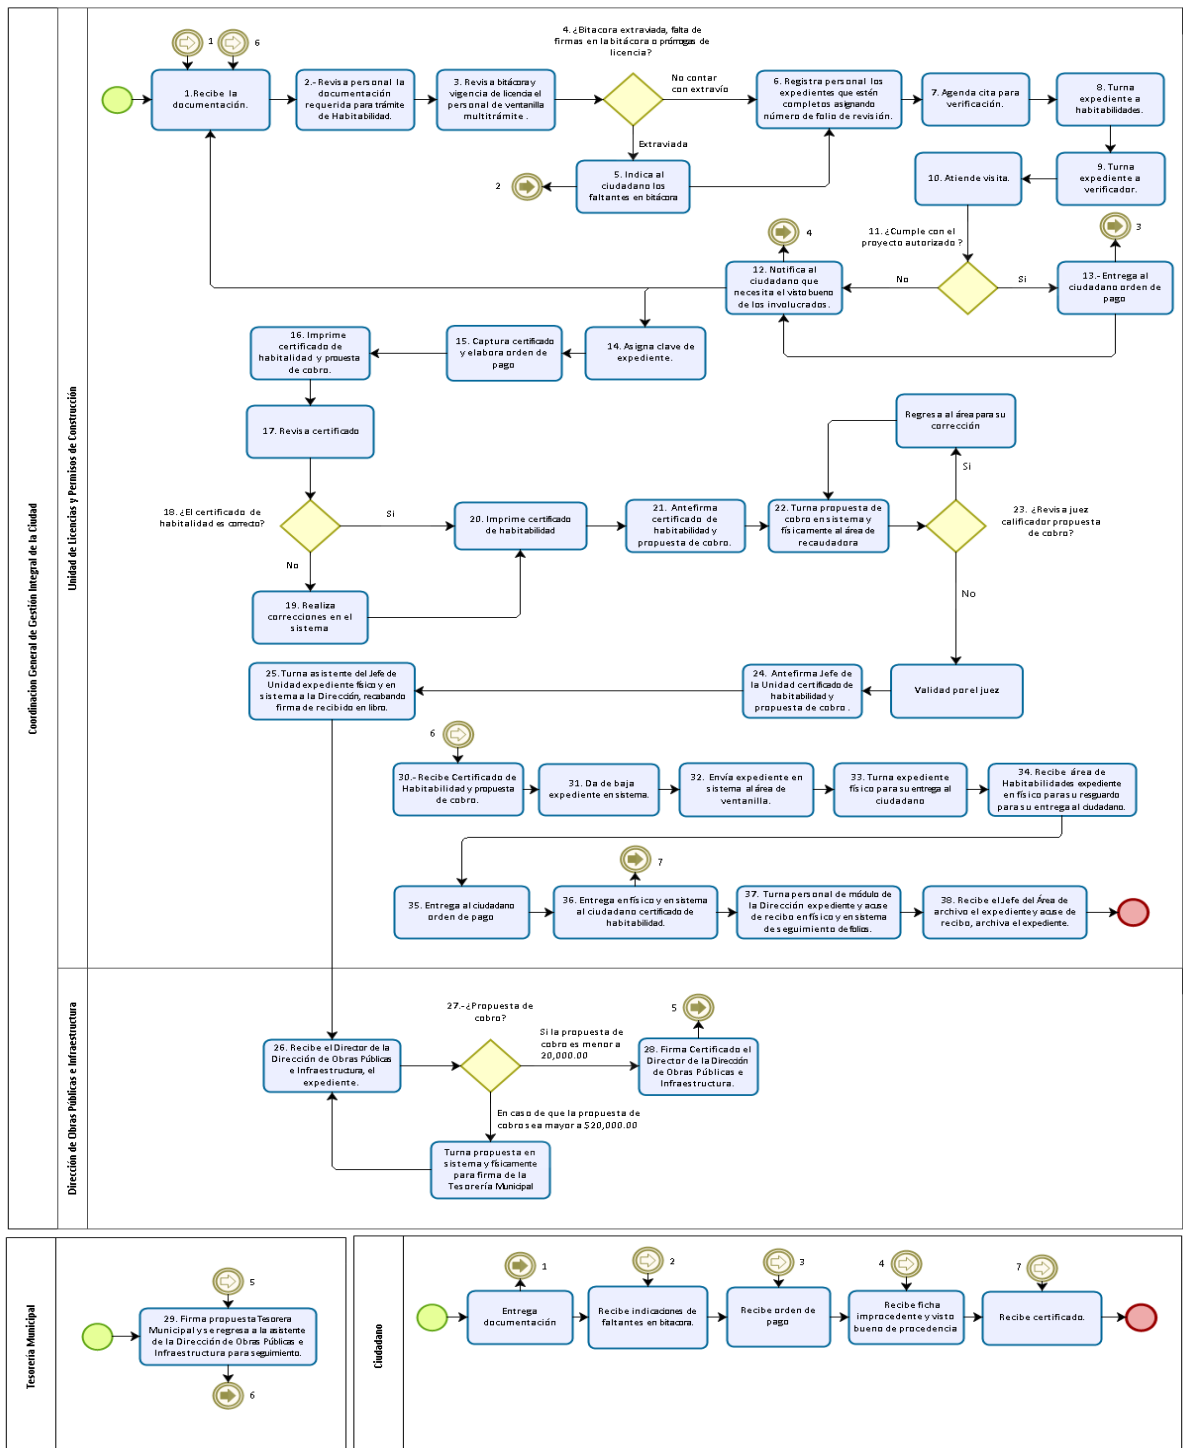 Coordinacion General de Gestión Integral de la Ciudad
Unidad de Licencias y Permisos de Construcción
1
6
1.Recibe la
documentación.
2.- Revisa personal la
documentación
requerida para trámite
de Habitabilidad.
3. Revisa bitácora y
vigencia de licencia el
personal de ventanilla
multitrámite .
4. ¿Bitacora extraviada, falta de
firmas en la bitácora o prórrogas de
licencia?
No contar
con extravío
Extraviada
5. Indica al
ciudadano los
faltantes en bitácora
2
6. Registra personal los
expedientes que estén
completos asignando
número de folio de revisión.
7. Agenda cita para
verificación.
8. Turna
expediente a
habitabilidades.
9. Turna
expediente a
verificador.
10. Atiende visita.
11. ¿Cumple con el
proyecto autorizado ?
No
Si
4
3
12. Notifica al
ciudadano que
necesita el visto bueno
de los involucrados.
13.- Entrega al
ciudadano orden de
pago
14. Asigna clave de
expediente.
15. Captura certificado
y elabora orden de
pago
16. Imprime
certificado de
habitalidad y prouesta
de cobro.
17. Revisa certificado
18. ¿El certificado de
habitalidad es correcto?
Si
No
19. Realiza
correcciones en el
sistema
20. Imprime certificado
de habitabilidad
21. Antefirma
certificado de
habitabilidad y
propuesta de cobro.
22. Turna propuesta de
cobro en sistema y
físicamente al área de
recaudadora
Regresa al área para su
corrección
Si
23. ¿Revisa juez
calificador propuesta
de cobro?
No
Validad por el juez
24. Antefirma Jefe de
la Unidad certificado de
habitabilidad y
propuesta de cobro .
25. Turna asistente del Jefe de
Unidad expediente físico y en
sistema a la Dirección, recabando
firma de recibido en libro.
6
30.- Recibe Certificado de
Habitabilidad y propuesta
de cobro.
31. Da de baja
expediente en sistema.
32. Envía expediente en
sistema al área de
ventanilla.
33. Turna expediente
físico para su entrega al
ciudadano
34. Recibe área de
Habitabilidades expediente
en físico para su resguardo
para su entrega al ciudadano.
35. Entrega al ciudadano
orden de pago
7
36. Entrega en físico y en sistema
al ciudadano certificado de
habitabilidad.
37. Turna personal de módulo de
la Dirección expediente y acuse
de recibo en físico y en sistema
de seguimiento de folios.
38. Recibe el Jefe del Área de
archivo el expediente y acuse de
recibo, archiva el expediente.
Dirección de Obras Públicas e Infraestructura
26. Recibe el Director de la
Dirección de Obras Públicas
e Infraestructura, el
expediente.
27.- ¿Propuesta de
cobro?
Si la propuesta de
cobro es menor a
20,000.00
5
28. Firma Certificado el
Director de la Dirección
de Obras Públicas e
Infraestructura.
En caso de que la propuesta de
cobro sea mayor a $20,000.00
Turna propuesta en
sistema y físicamente
para firma de la
Tesorería Municipal
Tesorería Municipal
5
29. Firma propuesta Tesorera
Municipal y se regresa a la asistente
de la Dirección de Obras Públicas e
Infraestructura para seguimiento.
6
Ciudadano
1
Entrega
documentación
2
Recibe indicaciones de
faltantes en bitacora.
3
Recibe orden de
pago
4
Recibe ficha
improcedente y visto
bueno de procedencia
7
Recibe certificado.